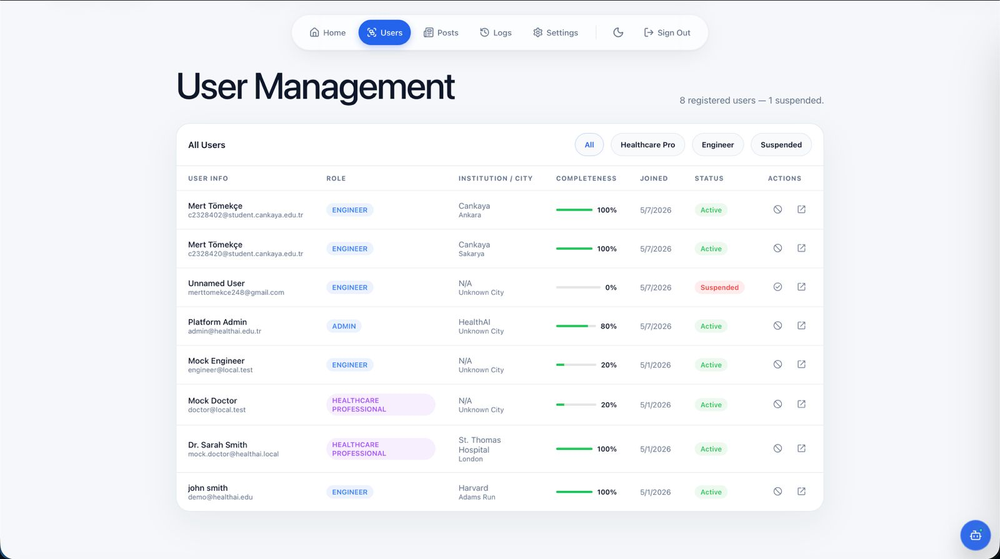 Home Users Posts Logs Settings Sign Out
User Management
8 registered users — 1 suspended.
All Users All Healthcare Pro Engineer Suspended
USER INFO ROLE INSTITUTION / CITY COMPLETENESS JOINED STATUS ACTIONS
Mert Tömekçe
c2328402@student.cankaya.edu.tr
ENGINEER
Cankaya
Ankara
100%
5/7/2026
Active
Mert Tömekçe
c2328420@student.cankaya.edu.tr
ENGINEER
Cankaya
Sakarya
100%
5/7/2026
Active
Unnamed User
merttomekce248@gmail.com
ENGINEER
N/A
Unknown City
0%
5/7/2026
Suspended
Platform Admin
admin@healthai.edu.tr
ADMIN
HealthAI
Unknown City
80%
5/7/2026
Active
Mock Engineer
engineer@local.test
ENGINEER
N/A
Unknown City
20%
5/1/2026
Active
Mock Doctor
doctor@local.test
HEALTHCARE
PROFESSIONAL
N/A
Unknown City
20%
5/1/2026
Active
Dr. Sarah Smith
mock.doctor@healthai.local
HEALTHCARE
PROFESSIONAL
St. Thomas
Hospital
London
100%
5/1/2026
Active
john smith
demo@healthai.edu
ENGINEER
Harvard
Adams Run
100%
5/1/2026
Active